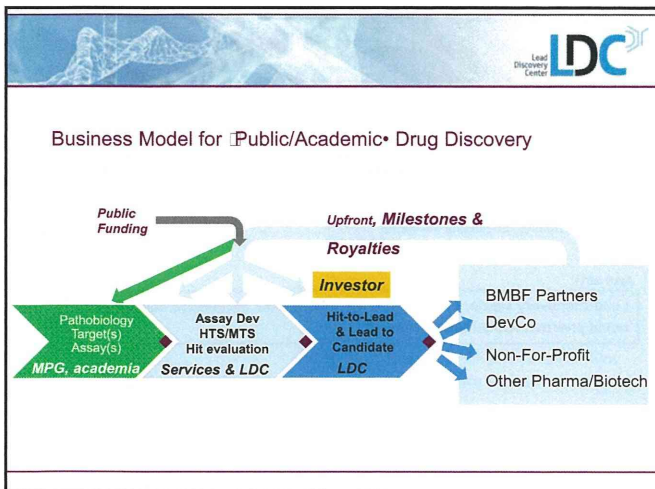 Lead
Discovery
Center
LDC
Business Model for Public/Academic• Drug Discovery
Public
Funding
Upfront, Milestones &
Royalties
Investor
Pathobiology
Target(s)
Assay(s)
MPG, academia
Assay Dev
HTS/MTS
Hit evaluation
Services & LDC
Hit-to-Lead
& Lead to
Candidate
LDC
BMBF Partners
DevCo
Non-For-Profit
Other Pharma/Biotech